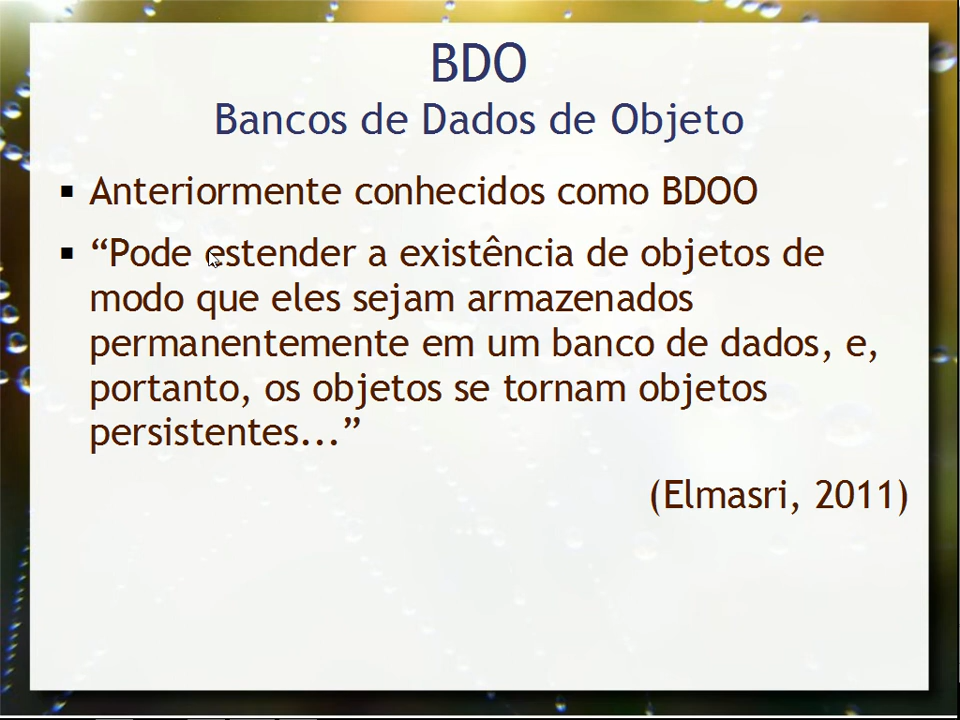 BDO
Bancos de Dados de Objeto
▪ Anteriormente conhecidos como BDOO
▪ “Pode estender a existência de objetos de
modo que eles sejam armazenados
permanentemente em um banco de dados, e,
portanto, os objetos se tornam objetos
persistentes...”
(Elmasri, 2011)